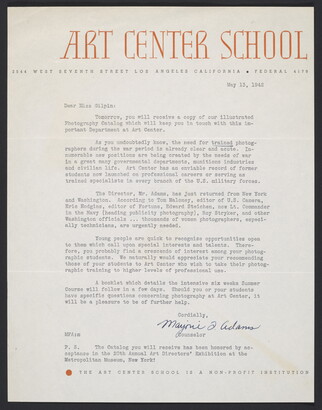 ART CENTER SCHOOL
2544 WEST SEVENTH STREET LOS ANGELES CALIFORNIA • FEDERAL 4178
May 15, 1942
Dear Miss Gilpin:
Tomorrow, you will receive a copy of our illustrated
Photography Catalog which will keep you in touch with this im-
portant Department at Art Center.
As you undoubtedly know, the need for trained photog-
raphers during the war period is already clear and acute. In-
numerable new positions are being created by the needs of war
in a great many governmental departments, munitions industries
and civilian life. Art Center has an enviable record of former
students now launched on professional careers or serving as
trained specialists in every branch of the U.S. military forces.
The Director, Mr. Adams, has just returned from New York
and Washington. According to Tom Maloney, editor of U.S. Camera,
Eric Hodgins, editor of Fortune, Edward Steichen, now Lt. Commander
in the Navy (heading publicity photography), Roy Stryker, and other
Washington officials ... thousands of women photographers, especi-
ally technicians, are urgently needed.
Young people are quick to recognize opportunities open
to them which call upon special interests and talents. There-
fore, you probably find a crescendo of interest among your photog-
raphic students. We naturally would appreciate your recommending
those of your students to Art Center who wish to take their photog-
raphic training to higher levels of professional use.
A booklet which details the intensive six weeks Summer
Course will follow in a few days. Should you or your students
have specific questions concerning photography at Art Center, it
will be a pleasure to be of further help.
Cordially,
Marjorie J Adams
Counselor
P. S. The Catalog you will receive has been honored by ac-
ceptance in the 20th Annual Art Directors' Exhibition at the
Metropolitan Museum, New York!
• THE ART CENTER SCHOOL IS A NON-PROFIT INSTITUTION